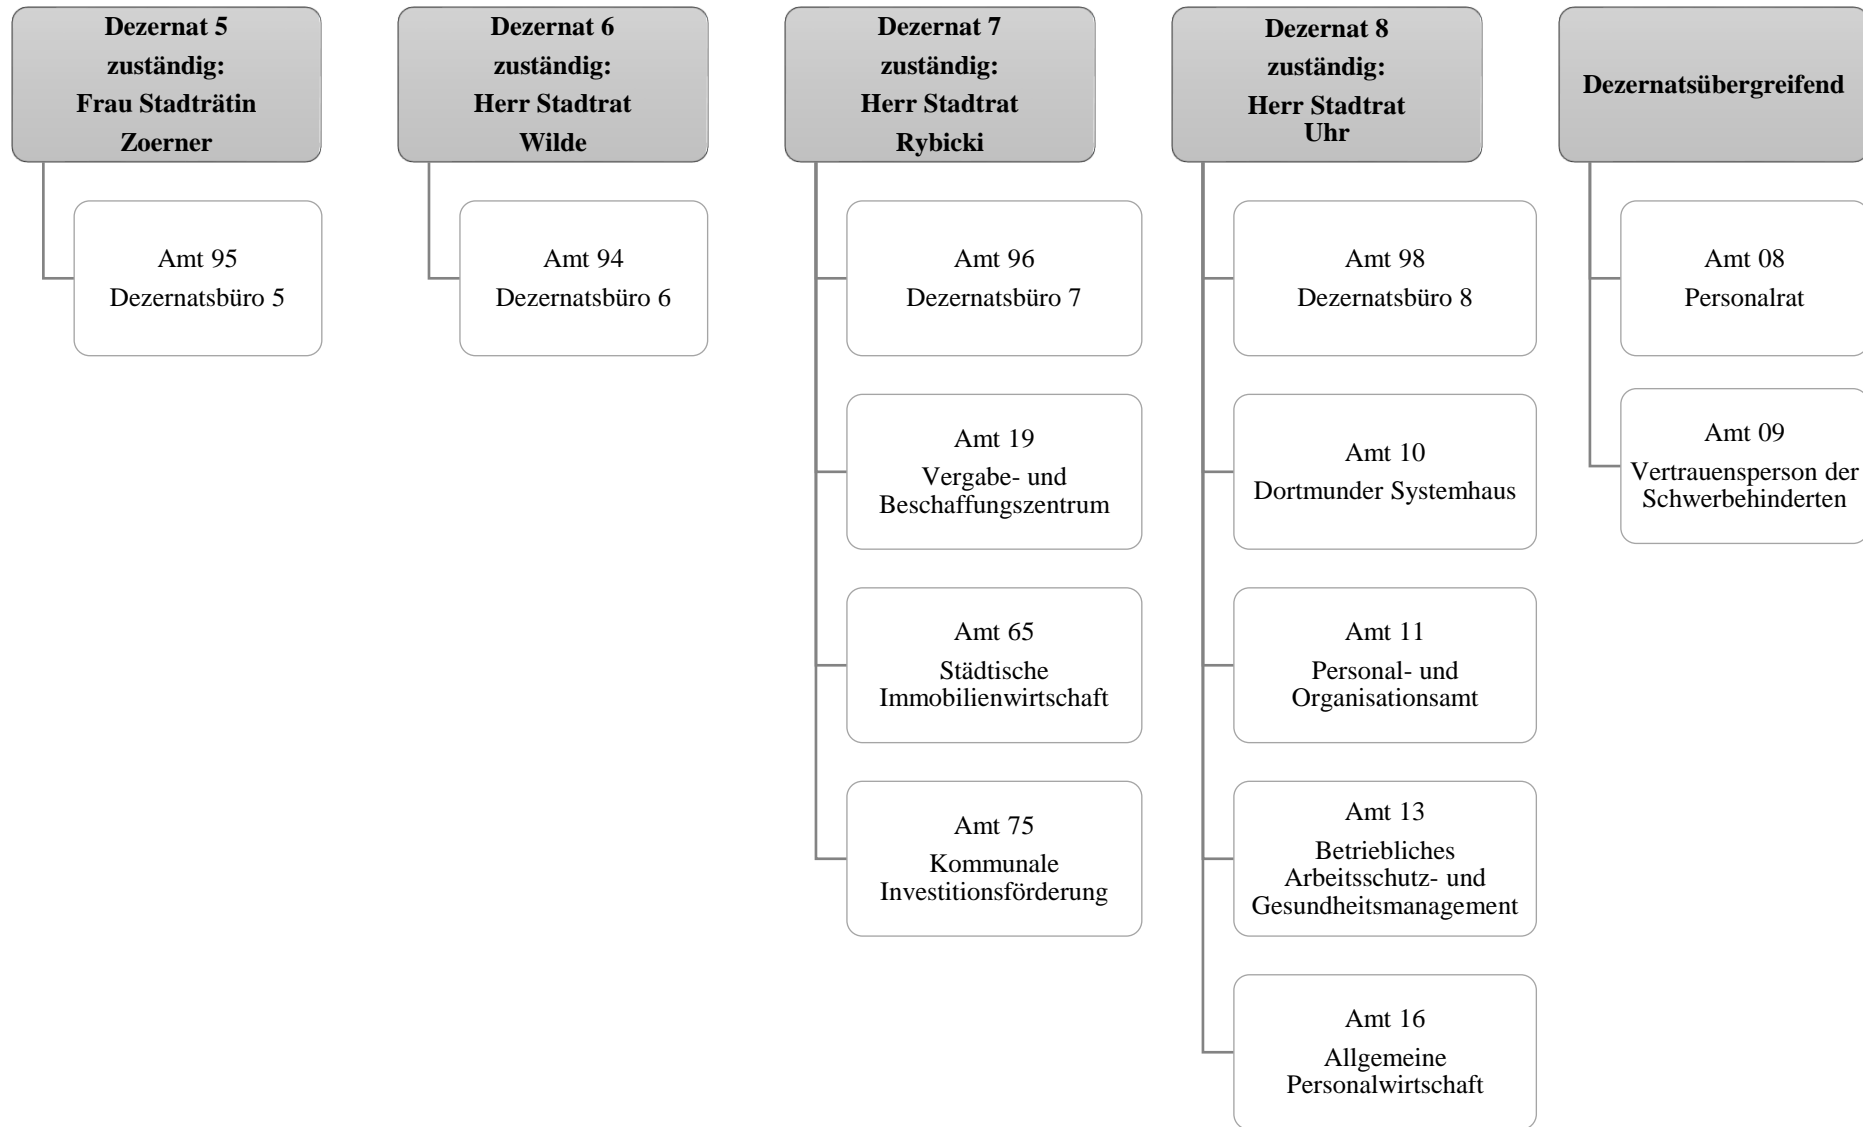 Dezernat 5
zuständig:
Frau Stadträtin
Zoerner
Amt 95
Dezernatsbüro 5
Dezernat 6
zuständig:
Herr Stadtrat
Wilde
Amt 94
Dezernatsbüro 6
Dezernat 7
zuständig:
Herr Stadtrat
Rybicki
Amt 96
Dezernatsbüro 7
Amt 19
Vergabe- und
Beschaffungszentrum
Amt 65
Städtische
Immobilienwirtschaft
Amt 75
Kommunale
Investitionsförderung
Dezernat 8
zuständig:
Herr Stadtrat
Uhr
Amt 98
Dezernatsbüro 8
Amt 10
Dortmunder Systemhaus
Amt 11
Personal- und
Organisationsamt
Amt 13
Betriebliches
Arbeitsschutz- und
Gesundheitsmanagement
Amt 16
Allgemeine
Personalwirtschaft
Dezernatsübergreifend
Amt 08
Personalrat
Amt 09
Vertrauensperson der
Schwerbehinderten